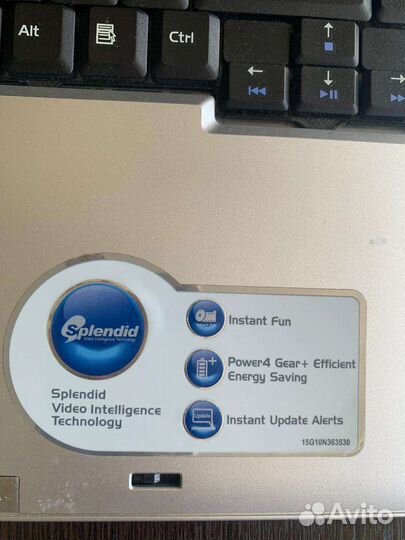 Alt
Ctrl
Splendid
Video Intelligence Technology
Instant Fun
Power4 Gear+ Efficient
Energy Saving
Splendid
Video Intelligence
Technology
Update
Instant Update Alerts
15G10N363530
Avito